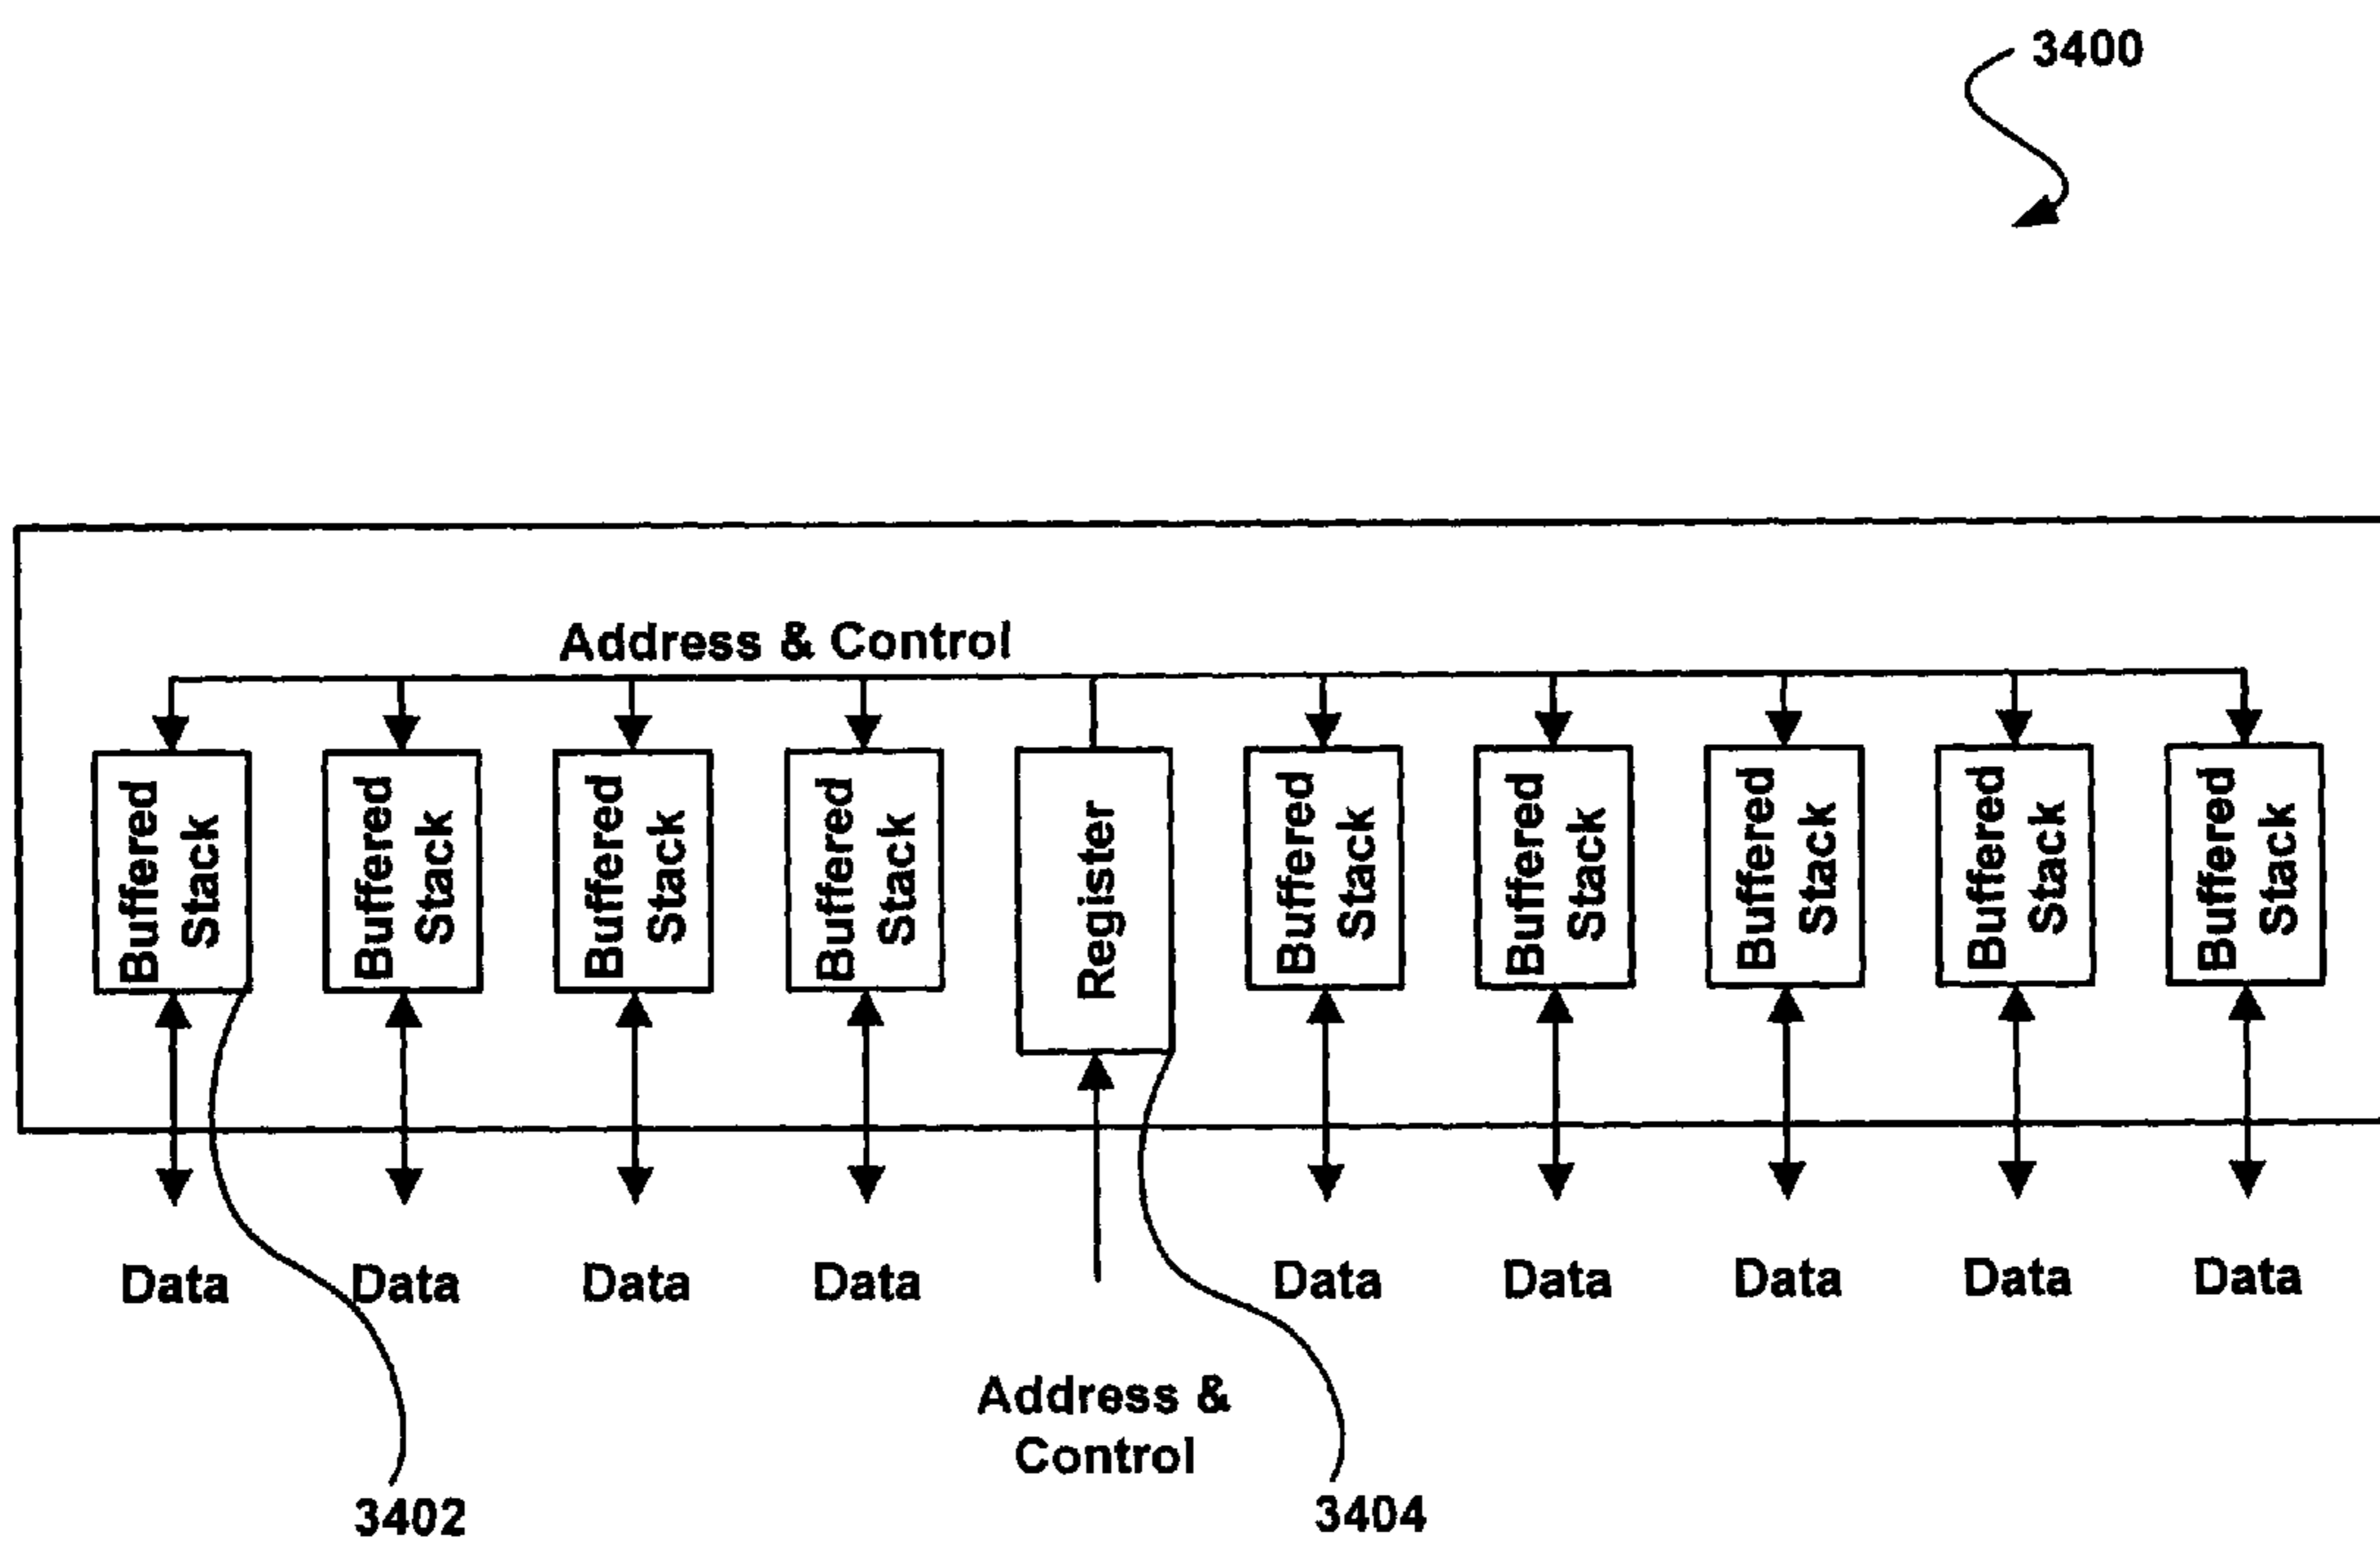 3400
Address & Control
Buffered
Stack
Buffered
Stack
Buffered
Stack
Buffered
Stack
Register
Buffered
Stack
Buffered
Stack
Buffered
Stack
Buffered
Stack
Buffered
Stack
Data
Data
Data
Data
Data
Data
Data
Data
Data
Address &
Control
3402
3404